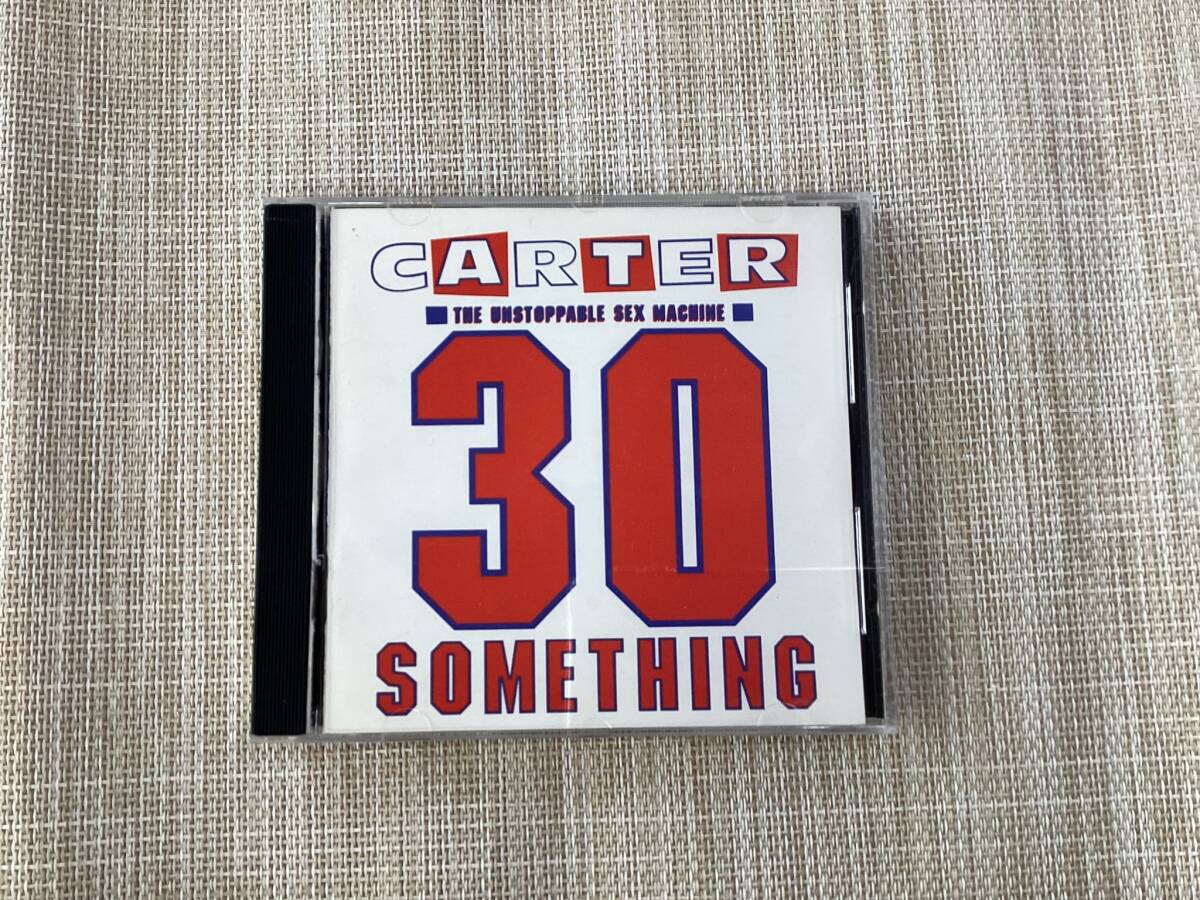 CARTER
THE UNSTOPPABLE SEX MACHINE
30
SOMETHING